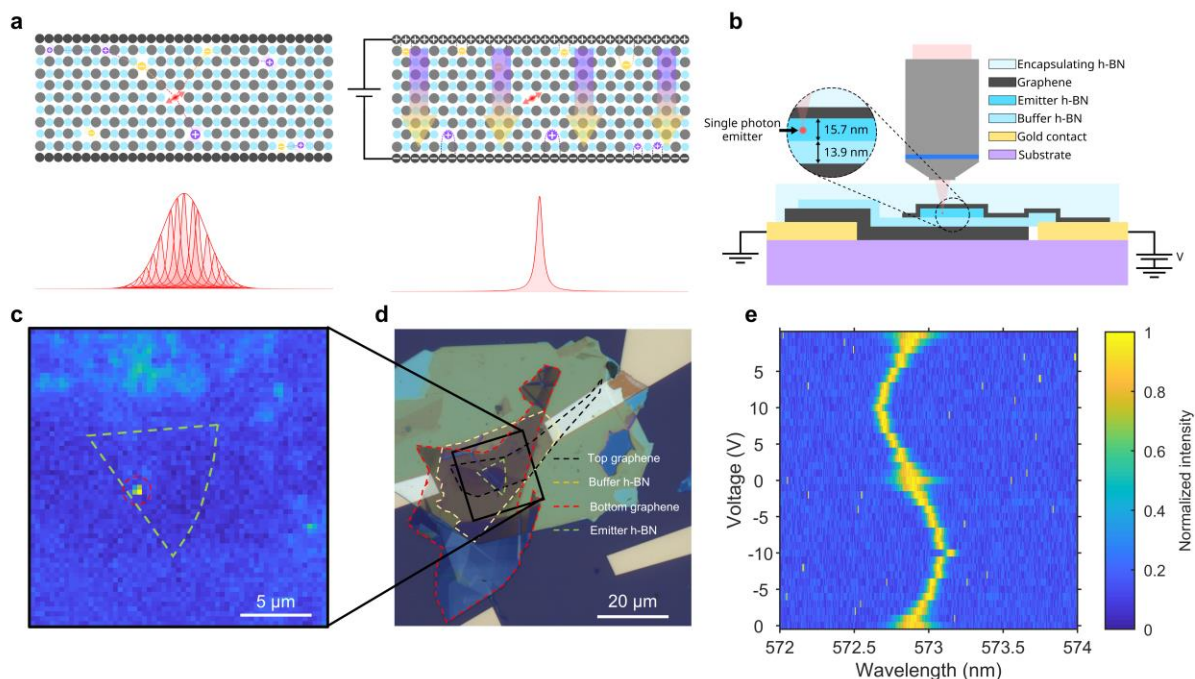 a
b
Single photon
emitter
15.7 nm
13.9 nm
Encapsulating h-BN
Graphene
Emitter h-BN
Buffer h-BN
Gold contact
Substrate
V
c
5 µm
d
Top graphene
Buffer h-BN
Bottom graphene
Emitter h-BN
20 µm
e
Voltage (V)
5
10
5
0
-5
-10
-5
0
572
572.5
573
573.5
574
Wavelength (nm)
1
0.8
0.6
0.4
0.2
0
Normalized intensity